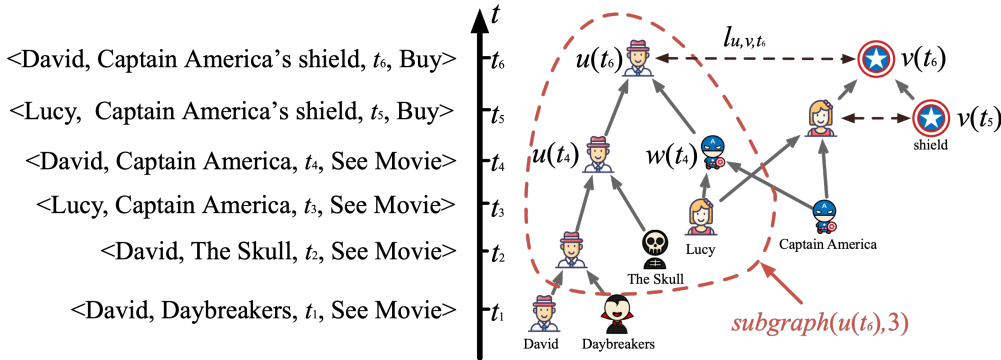 t
<David, Captain America's shield, t6, Buy>
t6
u(t6)
lu,v,t6
v(t6)
<Lucy, Captain America's shield, t5, Buy>
t5
v(t5)
shield
<David, Captain America, t4, See Movie>
t4
u(t4)
w(t4)
<Lucy, Captain America, t3, See Movie>
t3
Lucy
Captain America
<David, The Skull, t2, See Movie>
t2
The Skull
<David, Daybreakers, t1, See Movie>
t1
subgraph(u(t6),3)
David
Daybreakers